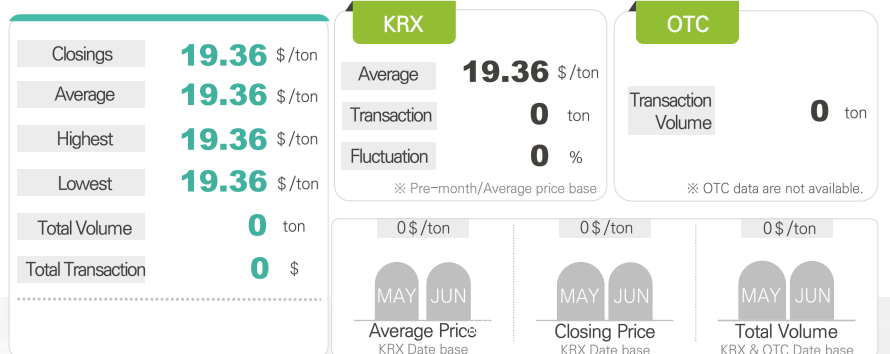 Closings 19.36 $/ton
Average 19.36 $/ton
Highest 19.36 $/ton
Lowest 19.36 $/ton
Total Volume 0 ton
Total Transaction 0 $
KRX
Average 19.36 $/ton
Transaction 0 ton
Fluctuation 0 %
※ Pre-month/Average price base
OTC
Transaction
Volume 0 ton
※ OTC data are not available.
0$/ton
MAY JUN
Average Price
KRX Date base
0$/ton
MAY JUN
Closing Price
KRX Date base
0$/ton
MAY JUN
Total Volume
KRX & OTC Date base